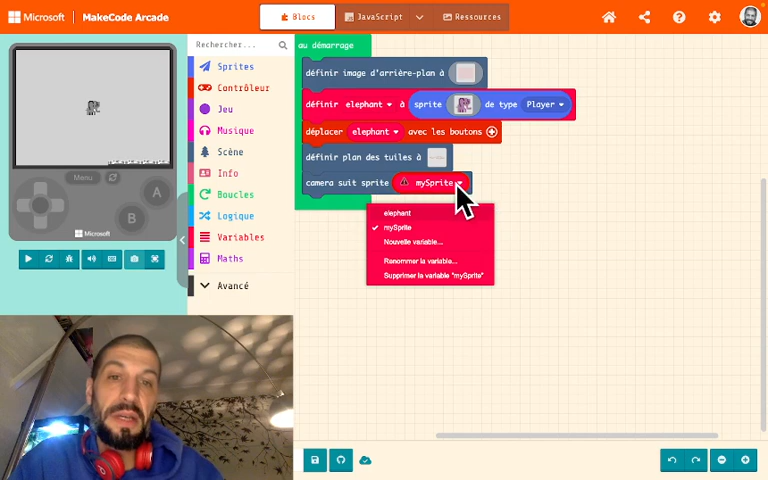 Microsoft
MakeCode Arcade
Blocs
JavaScript
Ressources
Rechercher...
Sprites
Contrôleur
Jeu
Musique
Scène
Info
Boucles
Logique
Variables
Maths
Avancé
Menu
A
B
Microsoft
au démarrage
définir image d'arrière-plan à
définir elephant à sprite de type Player
déplacer elephant avec les boutons
définir plan des tuiles à
camera suit sprite mySprite
elephant
mySprite
Nouvelle variable...
Renommer la variable...
Supprimer la variable "mySprite"